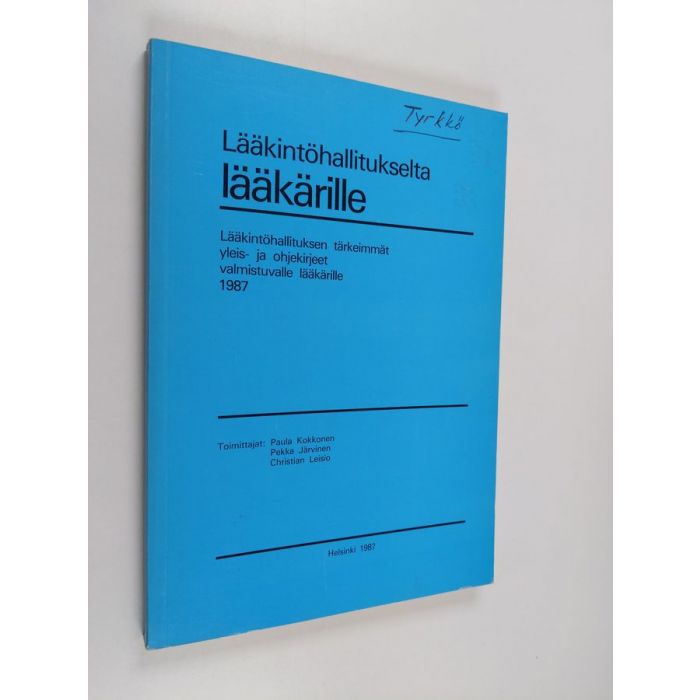 Tyrkkö
Lääkintöhallitukselta
lääkärille
Lääkintöhallituksen tärkeimmät
yleis- ja ohjekirjeet
valmistuvalle lääkärille
1987
Toimittajat: Paula Kokkonen
Pekka Järvinen
Christian Leisio
Helsinki 1987